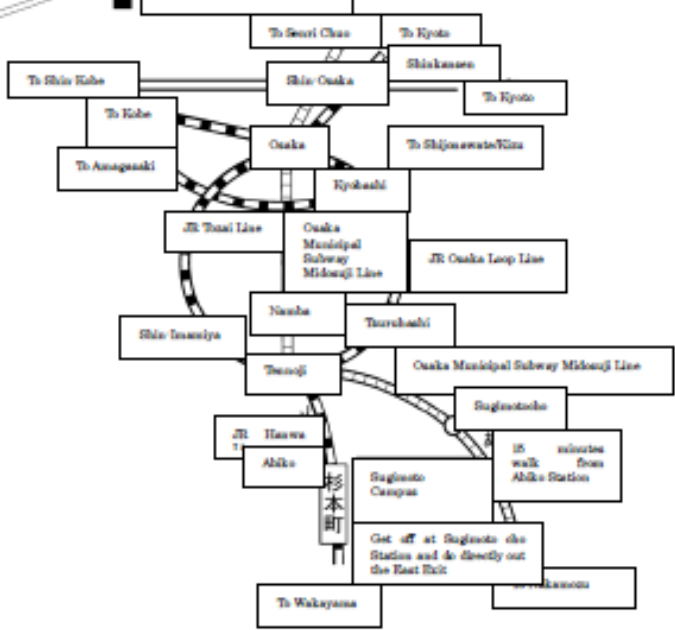 To Senri Chuo
To Kyoto
Shinkansen
To Shin-Kobe
Shin-Osaka
To Kyoto
To Kobe
Osaka
To Shijonawate/Kizu
To Amagasaki
Kyobashi
JR Tozai Line
Osaka
Municipal
Subway
Midosuji Line
JR Osaka Loop Line
Namba
Tsuruhashi
Shin-Imamiya
Tennoji
Osaka Municipal Subway Midosuji Line
Sugimotocho
JR Hanwa
Abiko
15 minutes
walk from
Abiko Station
杉本町
Sugimoto
Campus
Get off at Sugimoto-cho
Station and do directly out
the East Exit
To Nakamozu
To Wakayama